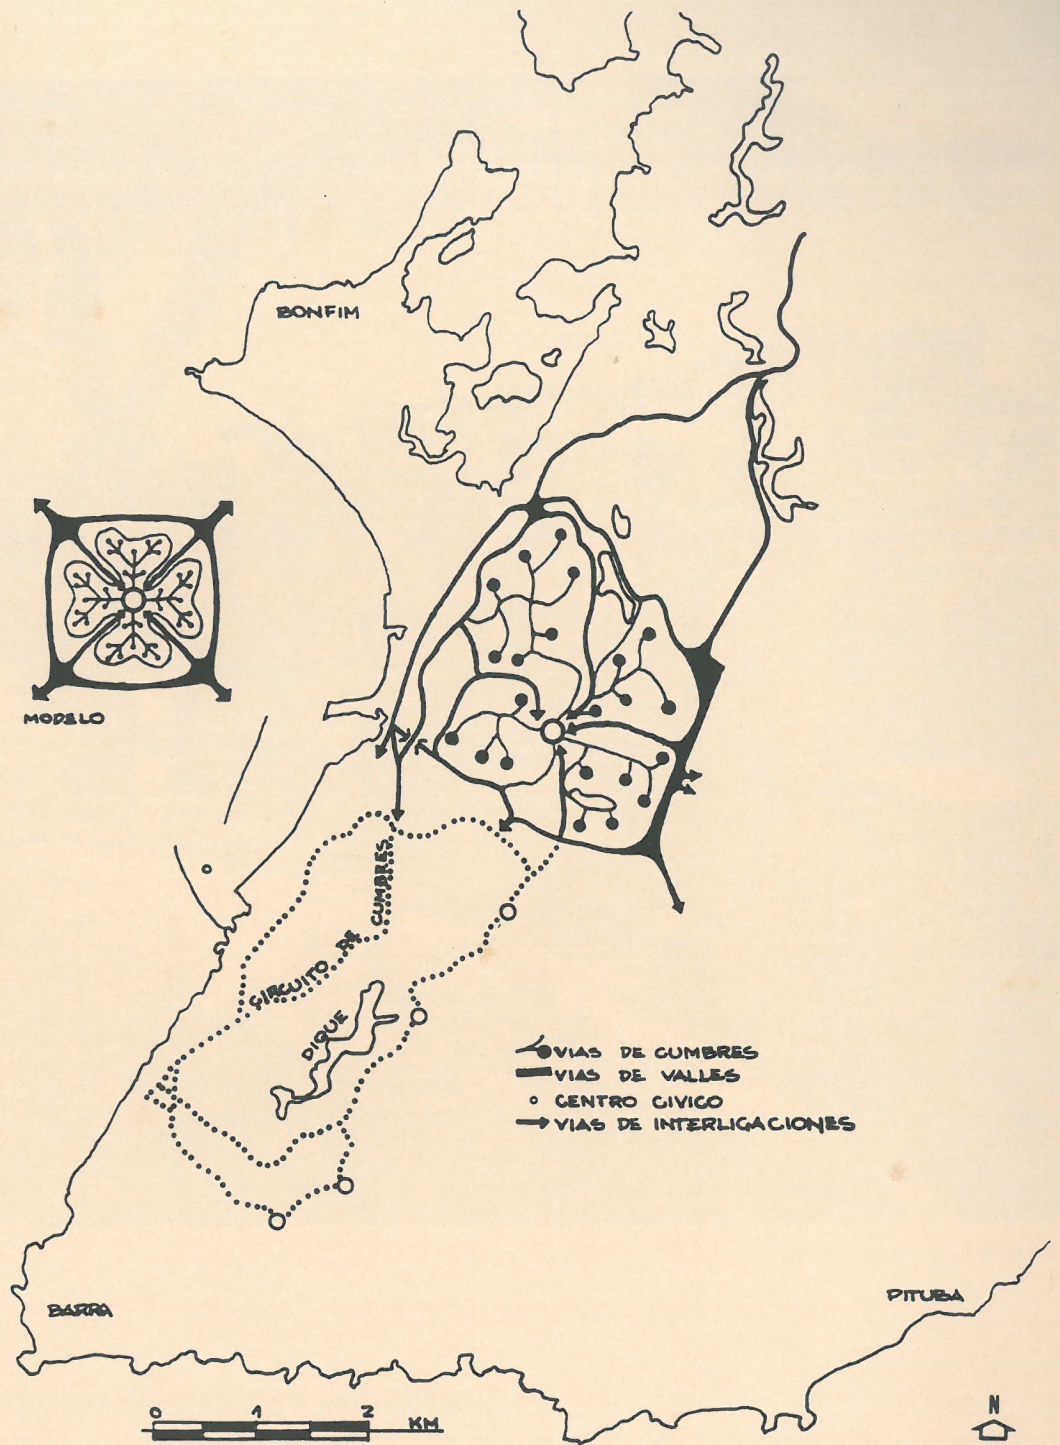 BONFIM
MODELO
CIRCUITO DE CUMBRES
DIQUE
VIAS DE CUMBRES
VIAS DE VALLES
CENTRO CIVICO
VIAS DE INTERLIGACIONES
BARRA
PITUBA
0 1 2 KM
N